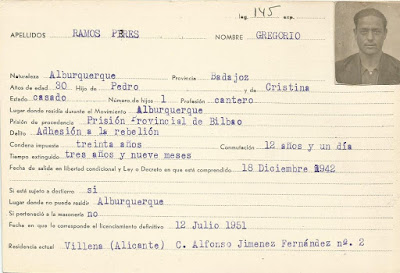 leg. 145 exp.
APELLIDOS RAMOS PERES NOMBRE GREGORIO
Naturaleza Alburquerque Provincia Badajoz
Años de edad 30 Hijo de Pedro y de Cristina
Estado casado Número de hijos 1 Profesión cantero
Lugar donde residía durante el Movimiento Alburquerque
Prisión de procedencia Prisión Provincial de Bilbao
Delito Adhesión a la rebelión
Condena impuesta treinta años Conmutación 12 años y un día
Tiempo extinguido tres años y nueve meses
Fecha de salida en libertad condicional y Ley o Decreto en que está comprendido 18 Diciembre 1942
Si está sujeto a destierro si
Lugar donde no puede residir Alburquerque
Si perteneció a la masonería no
Fecha en que le corresponde el licenciamiento definitivo 12 Julio 1951
Residencia actual Villena (Alicante) C. Alfonso Jimenez Fernández nº. 2